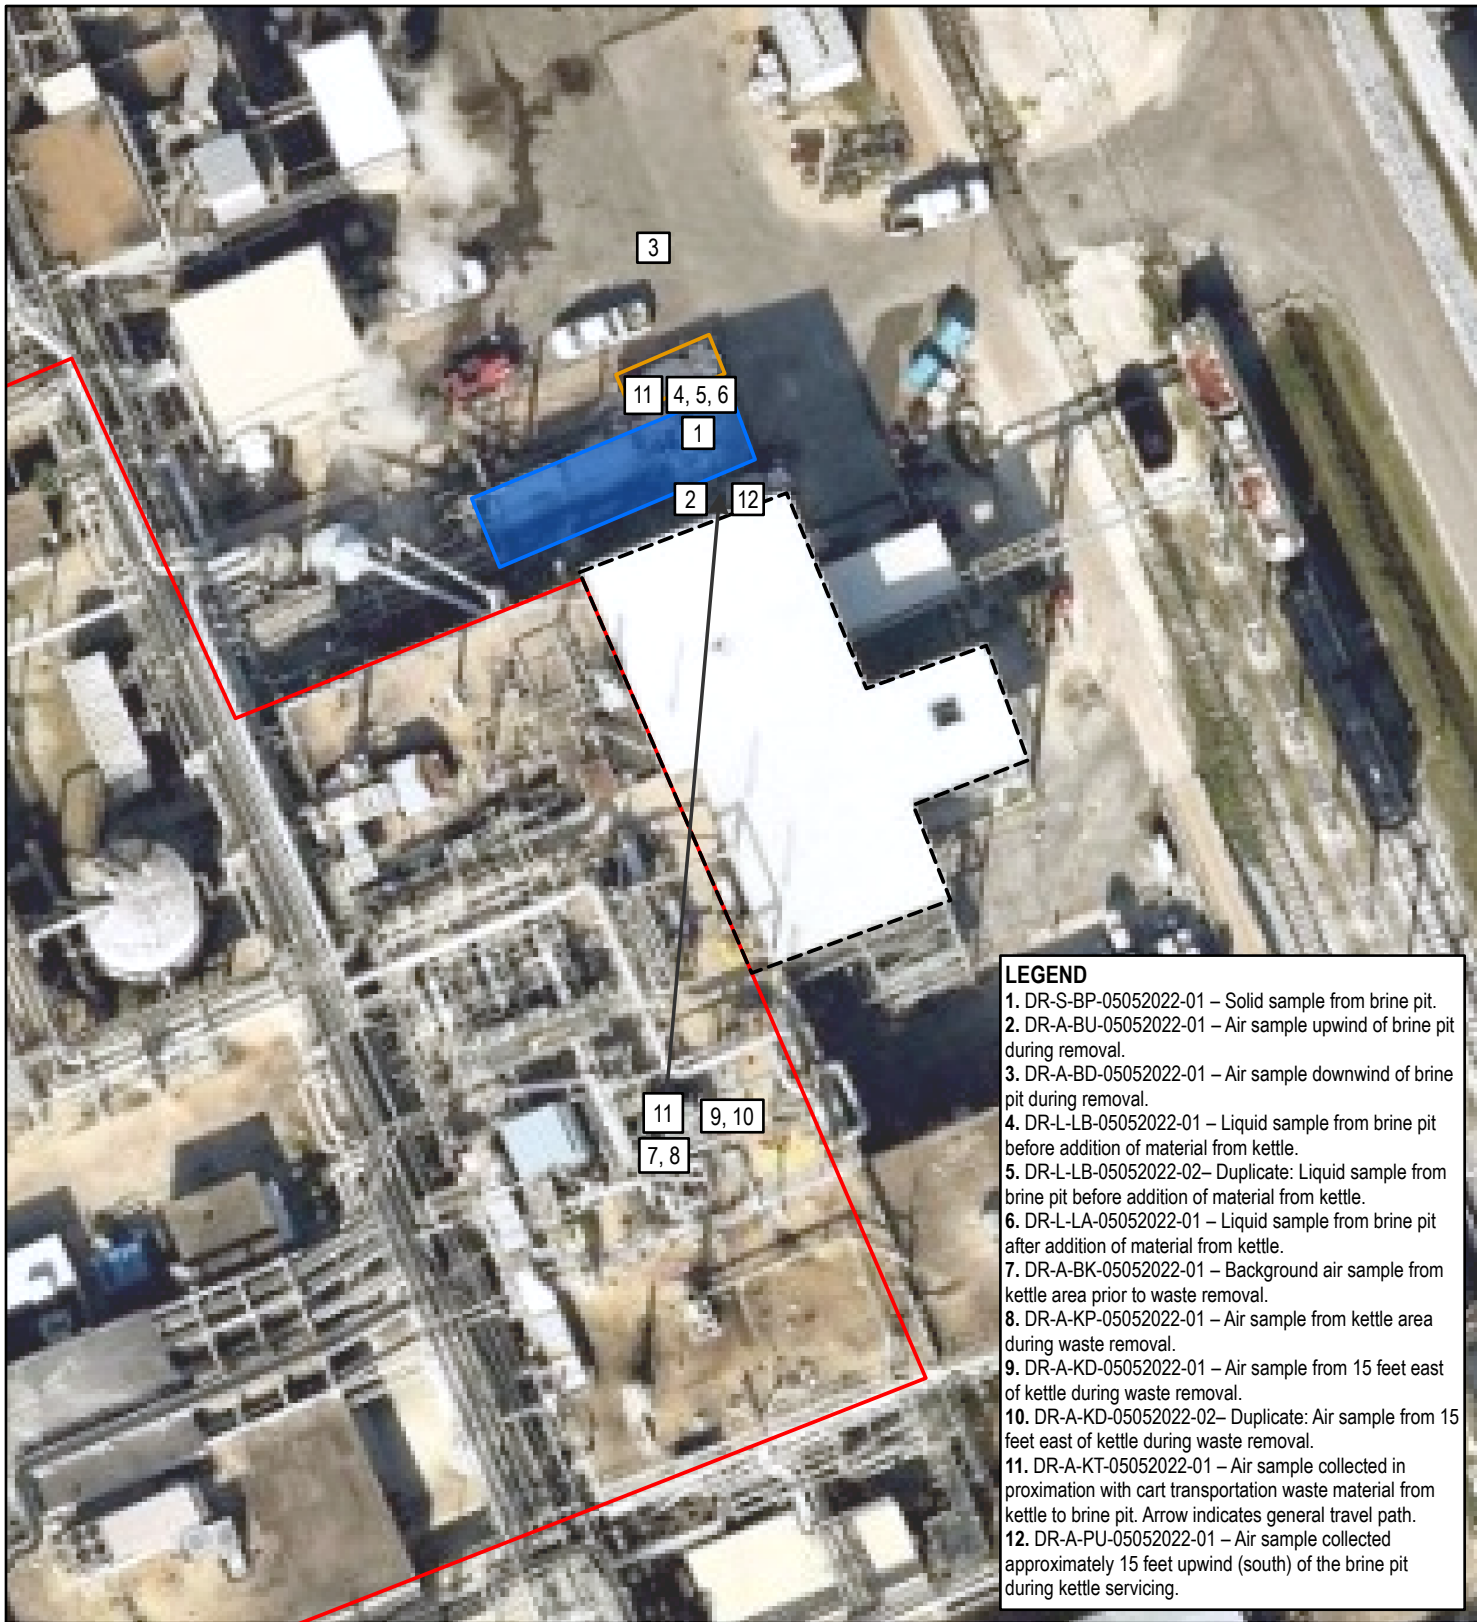 3
11
4, 5, 6
1
2
12
11
9, 10
7, 8
LEGEND
1. DR-S-BP-05052022-01 – Solid sample from brine pit.
2. DR-A-BU-05052022-01 – Air sample upwind of brine pit
during removal.
3. DR-A-BD-05052022-01 – Air sample downwind of brine
pit during removal.
4. DR-L-LB-05052022-01 – Liquid sample from brine pit
before addition of material from kettle.
5. DR-L-LB-05052022-02– Duplicate: Liquid sample from
brine pit before addition of material from kettle.
6. DR-L-LA-05052022-01 – Liquid sample from brine pit
after addition of material from kettle.
7. DR-A-BK-05052022-01 – Background air sample from
kettle area prior to waste removal.
8. DR-A-KP-05052022-01 – Air sample from kettle area
during waste removal.
9. DR-A-KD-05052022-01 – Air sample from 15 feet east
of kettle during waste removal.
10. DR-A-KD-05052022-02– Duplicate: Air sample from 15
feet east of kettle during waste removal.
11. DR-A-KT-05052022-01 – Air sample collected in
proximation with cart transportation waste material from
kettle to brine pit. Arrow indicates general travel path.
12. DR-A-PU-05052022-01 – Air sample collected
approximately 15 feet upwind (south) of the brine pit
during kettle servicing.